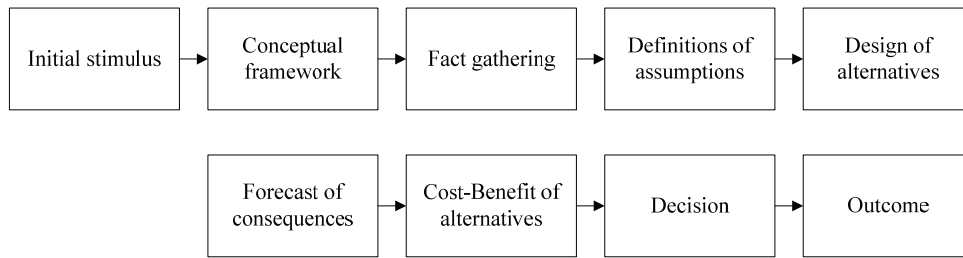 Initial stimulus
Conceptual
framework
Fact gathering
Definitions of
assumptions
Design of
alternatives
Forecast of
consequences
Cost-Benefit of
alternatives
Decision
Outcome